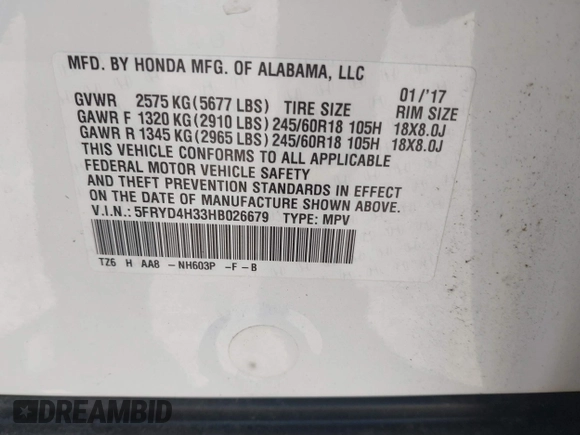 MFD. BY HONDA MFG. OF ALABAMA, LLC
01/'17
GVWR 2575 KG (5677 LBS) TIRE SIZE RIM SIZE
GAWR F 1320 KG (2910 LBS) 245/60R18 105H 18X8.0J
GAWR R 1345 KG (2965 LBS) 245/60R18 105H 18X8.0J
THIS VEHICLE CONFORMS TO ALL APPLICABLE
FEDERAL MOTOR VEHICLE SAFETY
AND THEFT PREVENTION STANDARDS IN EFFECT
ON THE DATE OF MANUFACTURE SHOWN ABOVE.
V.I.N.: 5FRYD4H33HB026679 TYPE: MPV
TZ6 H AA8 -NH603P -F-B
DREAMBID